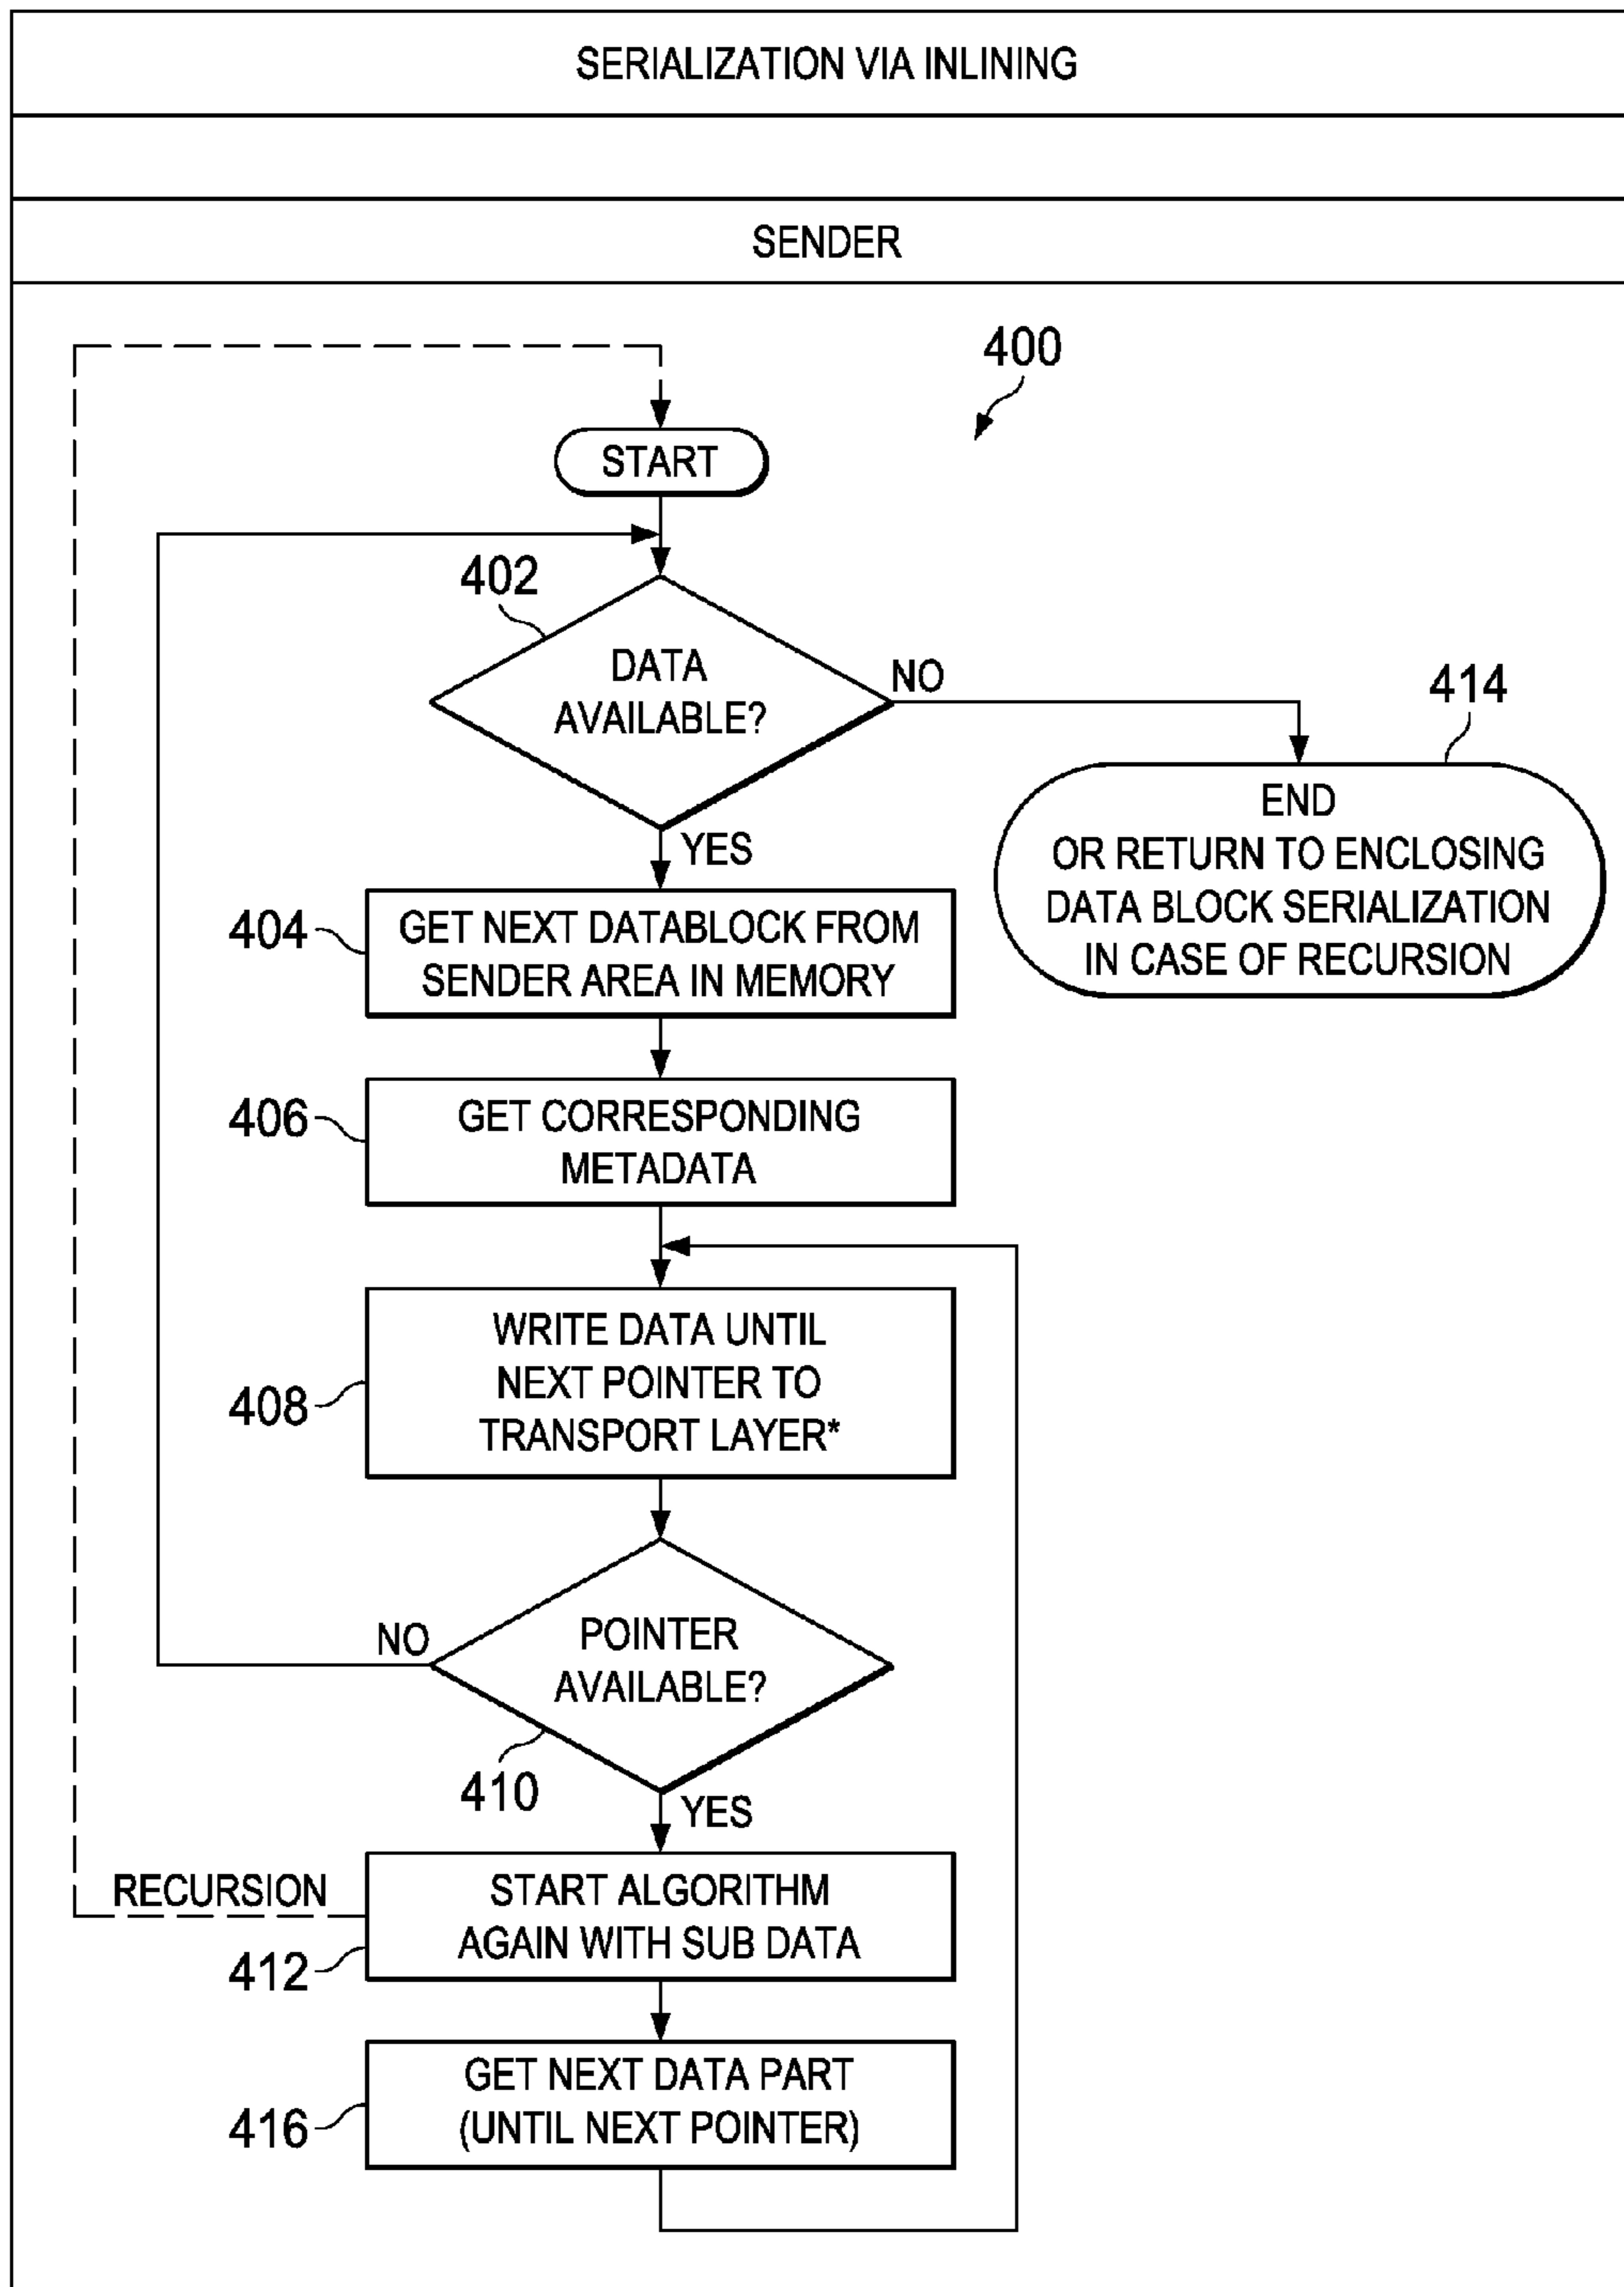 SERIALIZATION VIA INLINING
SENDER
400
START
402
DATA
AVAILABLE?
NO
YES
414
END
OR RETURN TO ENCLOSING
DATA BLOCK SERIALIZATION
IN CASE OF RECURSION
404
GET NEXT DATABLOCK FROM
SENDER AREA IN MEMORY
406
GET CORRESPONDING
METADATA
408
WRITE DATA UNTIL
NEXT POINTER TO
TRANSPORT LAYER*
NO
POINTER
AVAILABLE?
410
YES
RECURSION
START ALGORITHM
AGAIN WITH SUB DATA
412
GET NEXT DATA PART
(UNTIL NEXT POINTER)
416